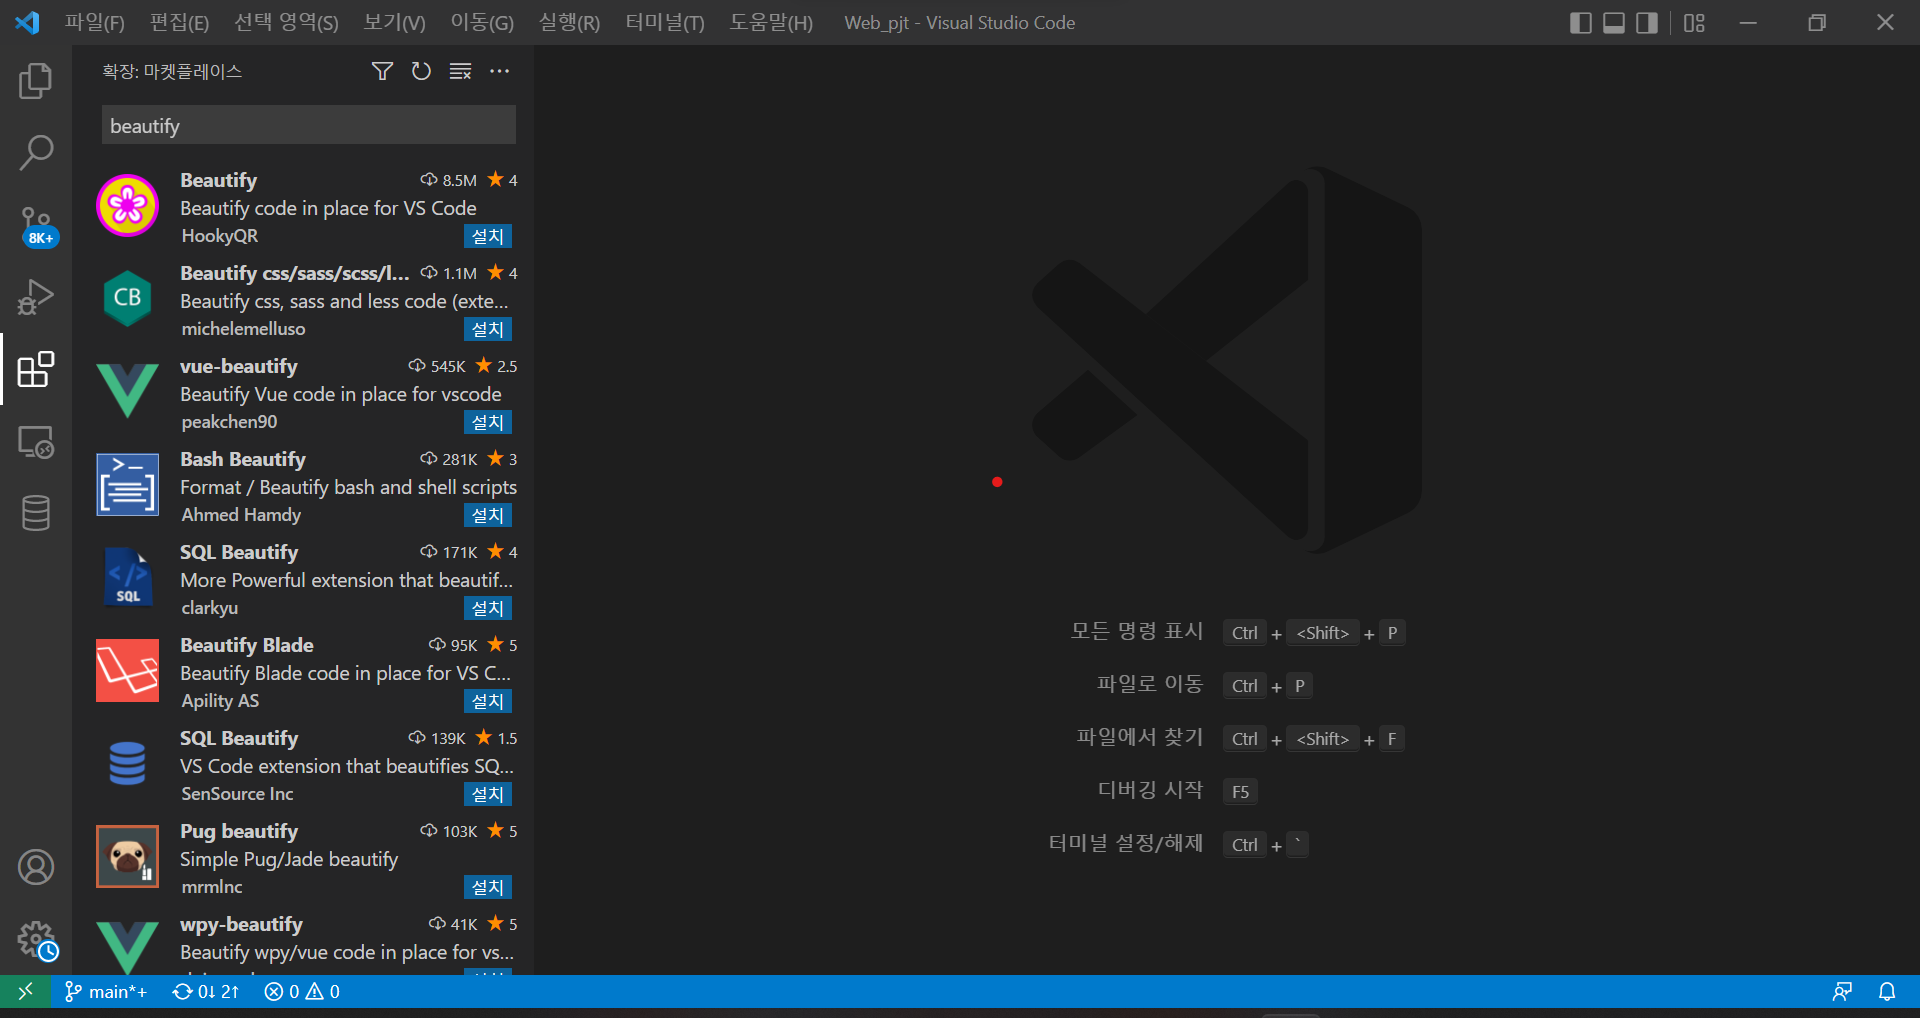 파일(F) 편집(E) 선택 영역(S) 보기(V) 이동(G) 실행(R) 터미널(T) 도움말(H) Web_pjt - Visual Studio Code
확장: 마켓플레이스
beautify
Beautify 8.5M ★ 4
Beautify code in place for VS Code
HookyQR 설치
Beautify css/sass/scss/l... 1.1M ★ 4
CB
Beautify css, sass and less code (exte...
michelemelluso 설치
vue-beautify 545K ★ 2.5
Beautify Vue code in place for vscode
peakchen90 설치
Bash Beautify 281K ★ 3
Format / Beautify bash and shell scripts
Ahmed Hamdy 설치
SQL Beautify 171K ★ 4
More Powerful extension that beautif...
SQL
clarkyu 설치
Beautify Blade 95K ★ 5
Beautify Blade code in place for VS C...
Apility AS 설치
SQL Beautify 139K ★ 1.5
VS Code extension that beautifies SQ...
SenSource Inc 설치
Pug beautify 103K ★ 5
Simple Pug/Jade beautify
mrmlnc 설치
wpy-beautify 41K ★ 5
Beautify wpy/vue code in place for vs...
8K+
모든 명령 표시 Ctrl + <Shift> + P
파일로 이동 Ctrl + P
파일에서 찾기 Ctrl + <Shift> + F
디버깅 시작 F5
터미널 설정/해제 Ctrl + `
main*+ 0↓ 2↑ 0 0